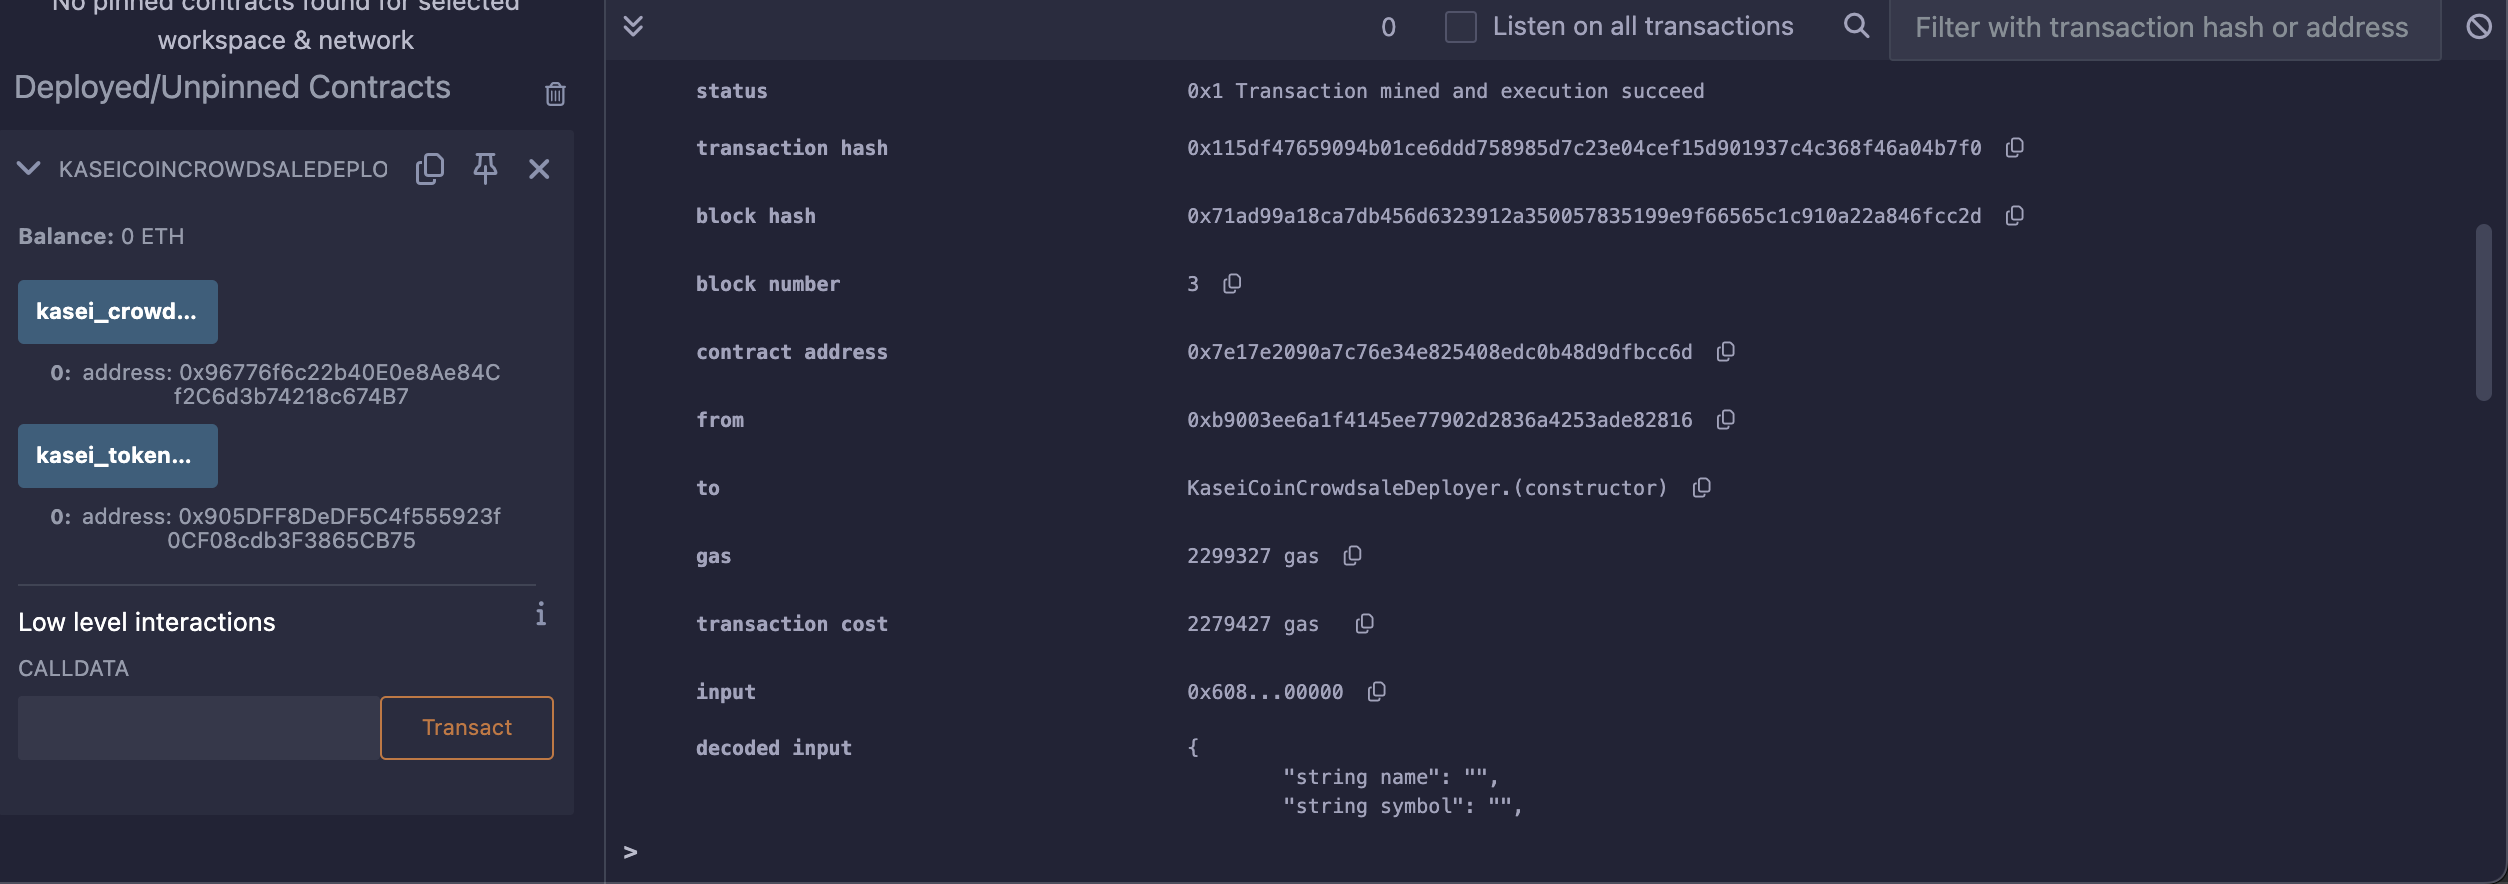 No pinned contracts found for selected
workspace & network
Deployed/Unpinned Contracts
KASEICOINCROWDSALEDEPLO
Balance: 0 ETH
kasei_crowd...
0: address: 0x96776f6c22b40E0e8Ae84C
f2C6d3b74218c674B7
kasei_token...
0: address: 0x905DFF8DeDF5C4f555923f
0CF08cdb3F3865CB75
Low level interactions
i
CALLDATA
Transact
0
Listen on all transactions
Filter with transaction hash or address
status 0x1 Transaction mined and execution succeed
transaction hash 0x115df47659094b01ce6ddd758985d7c23e04cef15d901937c4c368f46a04b7f0
block hash 0x71ad99a18ca7db456d6323912a350057835199e9f66565c1c910a22a846fcc2d
block number 3
contract address 0x7e17e2090a7c76e34e825408edc0b48d9dfbcc6d
from 0xb9003ee6a1f4145ee77902d2836a4253ade82816
to KaseiCoinCrowdsaleDeployer.(constructor)
gas 2299327 gas
transaction cost 2279427 gas
input 0x608...00000
decoded input {
"string name": "",
"string symbol": "",
>